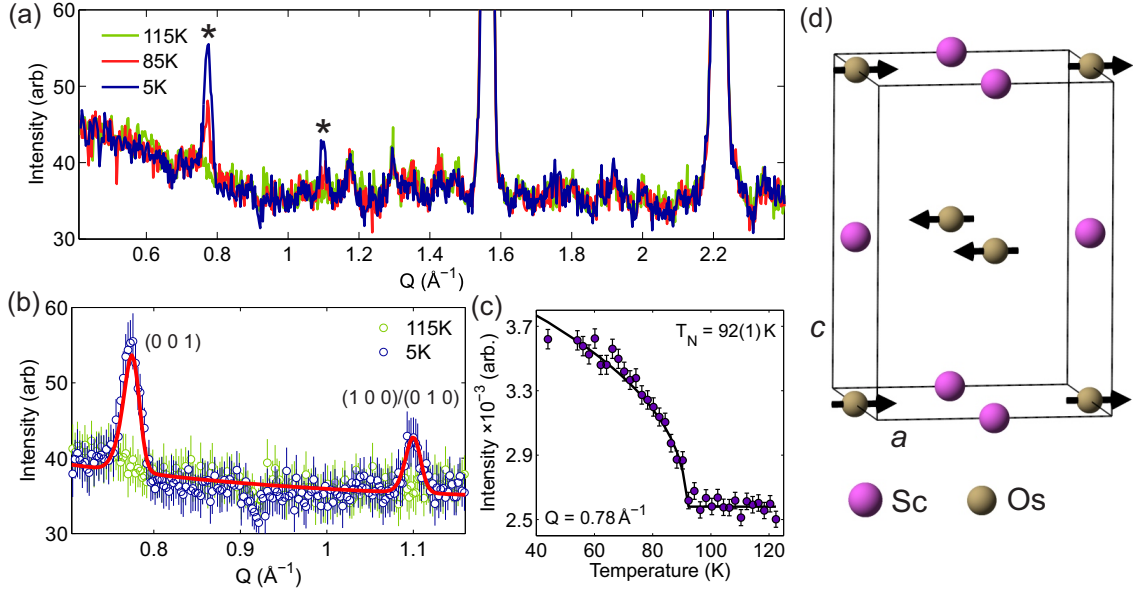 (a)
60
50
40
30
Intensity (arb)
115K
85K
5K
*
*
0.6 0.8 1 1.2 1.4 1.6 1.8 2 2.2
Q (Å⁻¹)
(b)
60
50
40
30
Intensity (arb)
(0 0 1)
115K
5K
(1 0 0)/(0 1 0)
0.8 0.9 1 1.1
Q (Å⁻¹)
(c)
3.7
3.3
2.9
2.5
Intensity ×10⁻³ (arb.)
T_N = 92(1) K
Q = 0.78 Å⁻¹
40 60 80 100 120
Temperature (K)
(d)
c
a
Sc Os